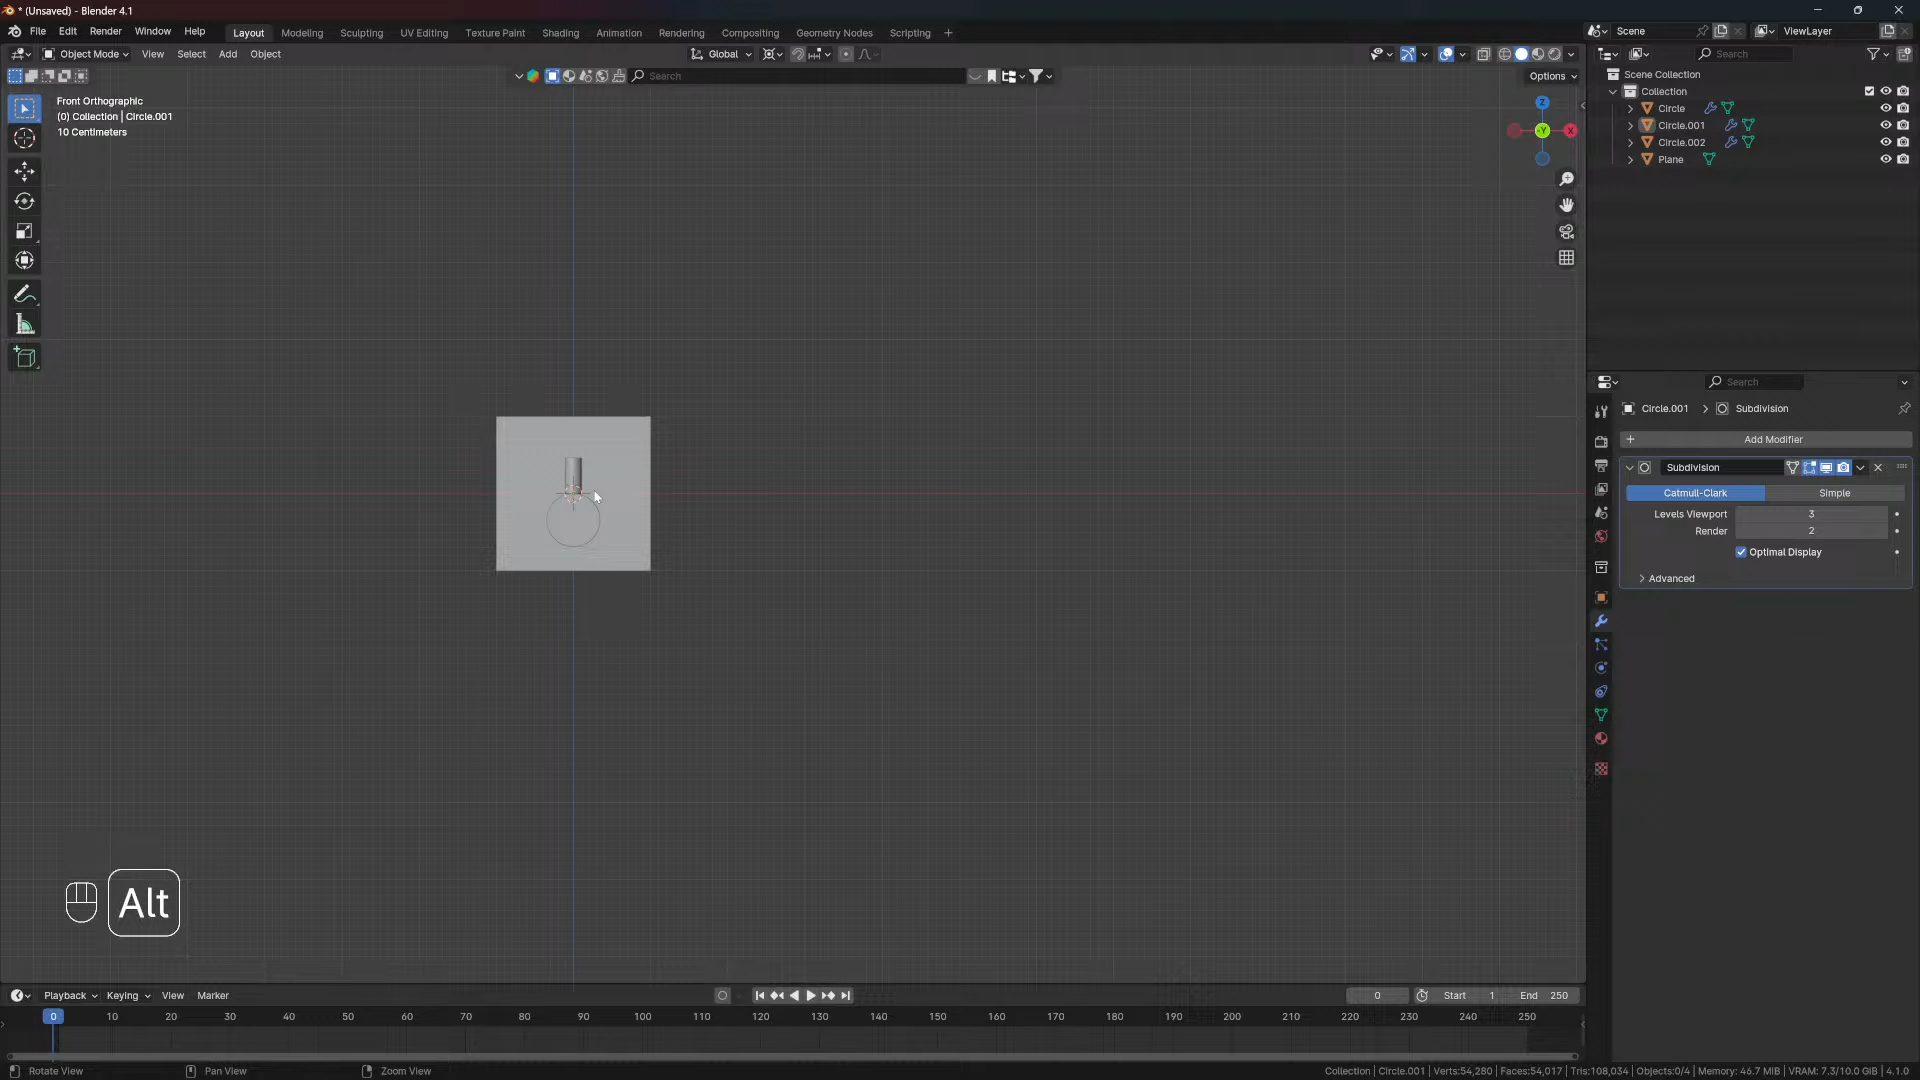 * (Unsaved) - Blender 4.1
File Edit Render Window Help Layout Modeling Sculpting UV Editing Texture Paint Shading Animation Rendering Compositing Geometry Nodes Scripting + Scene ViewLayer
Object Mode View Select Add Object Global Search
Search Options
Front Orthographic
(0) Collection | Circle.001
10 Centimeters
Z
Y
X
Scene Collection
Collection
Circle
Circle.001
Circle.002
Plane
Search
Circle.001 > Subdivision
+ Add Modifier
Subdivision
Catmull-Clark Simple
Levels Viewport 3
Render 2
Optimal Display
Advanced
Alt
Playback Keying View Marker 0 Start 1 End 250
0 10 20 30 40 50 60 70 80 90 100 110 120 130 140 150 160 170 180 190 200 210 220 230 240 250
Rotate View Pan View Zoom View Collection | Circle.001 | Verts:54,280 | Faces:54,017 | Tris:108,034 | Objects:0/4 | Memory: 46.7 MiB | VRAM: 7.3/10.0 GiB | 4.1.0